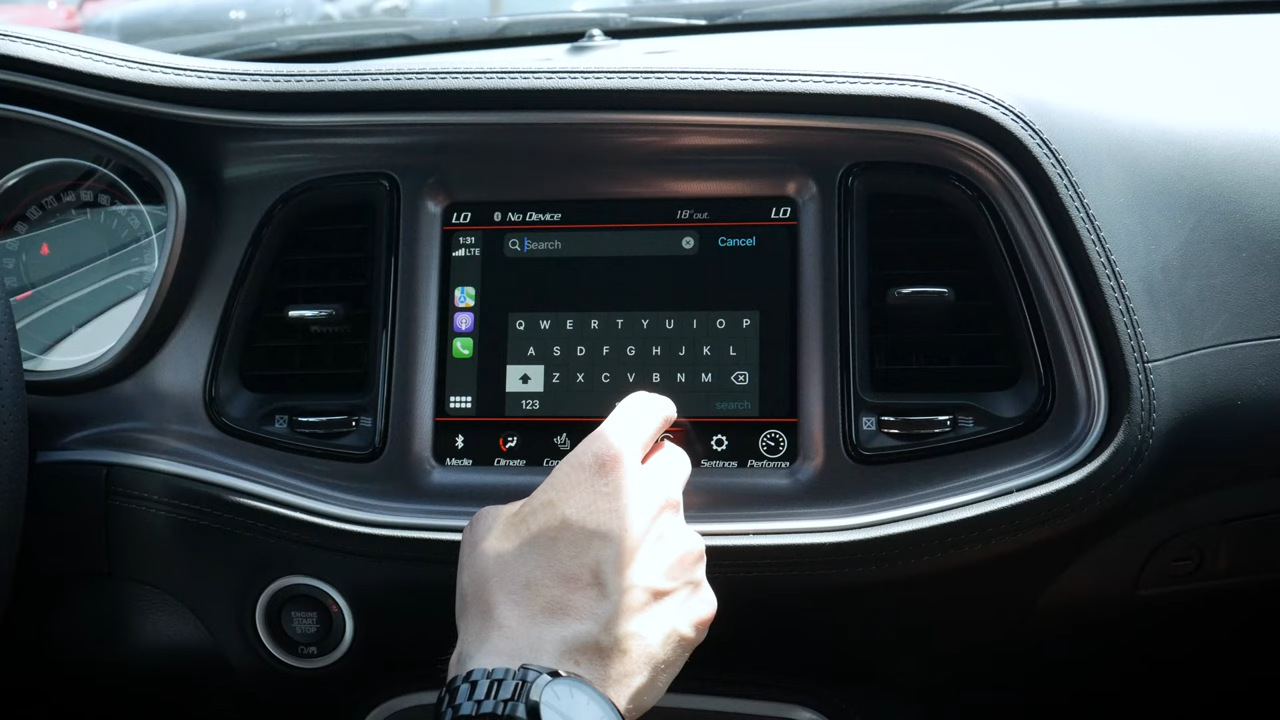 LO No Device 18° out. LO
1:31
LTE
Search
Cancel
Q W E R T Y U I O P
A S D F G H J K L
Z X C V B N M
123 search
Media Climate Settings Performa
ENGINE
START
STOP